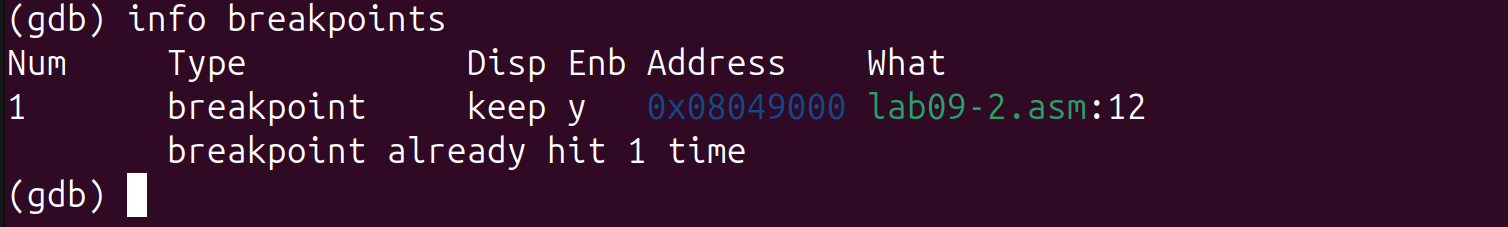 (gdb) info breakpoints
Num     Type           Disp Enb Address    What
1       breakpoint     keep y   0x08049000 lab09-2.asm:12
        breakpoint already hit 1 time
(gdb)